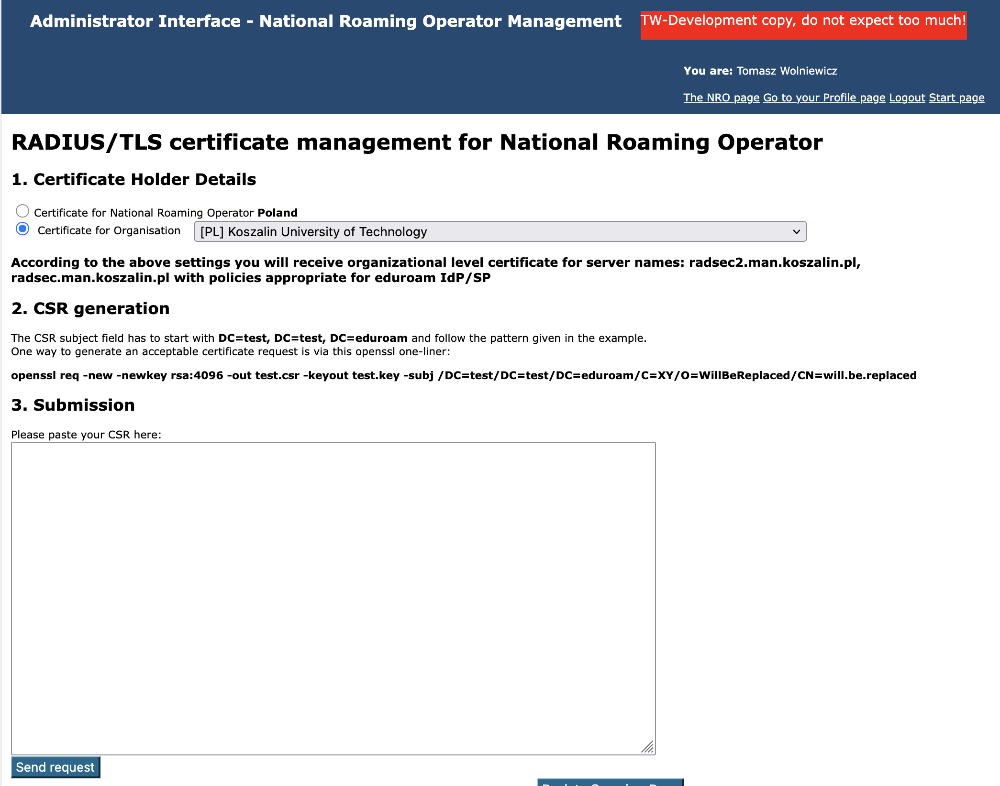 Administrator Interface - National Roaming Operator Management
TW-Development copy, do not expect too much!
You are: Tomasz Wolniewicz
The NRO page Go to your Profile page Logout Start page
RADIUS/TLS certificate management for National Roaming Operator
1. Certificate Holder Details
Certificate for National Roaming Operator Poland
Certificate for Organisation [PL] Koszalin University of Technology
According to the above settings you will receive organizational level certificate for server names: radsec2.man.koszalin.pl,
radsec.man.koszalin.pl with policies appropriate for eduroam IdP/SP
2. CSR generation
The CSR subject field has to start with DC=test, DC=test, DC=eduroam and follow the pattern given in the example.
One way to generate an acceptable certificate request is via this openssl one-liner:
openssl req -new -newkey rsa:4096 -out test.csr -keyout test.key -subj /DC=test/DC=test/DC=eduroam/C=XY/O=WillBeReplaced/CN=will.be.replaced
3. Submission
Please paste your CSR here:
Send request